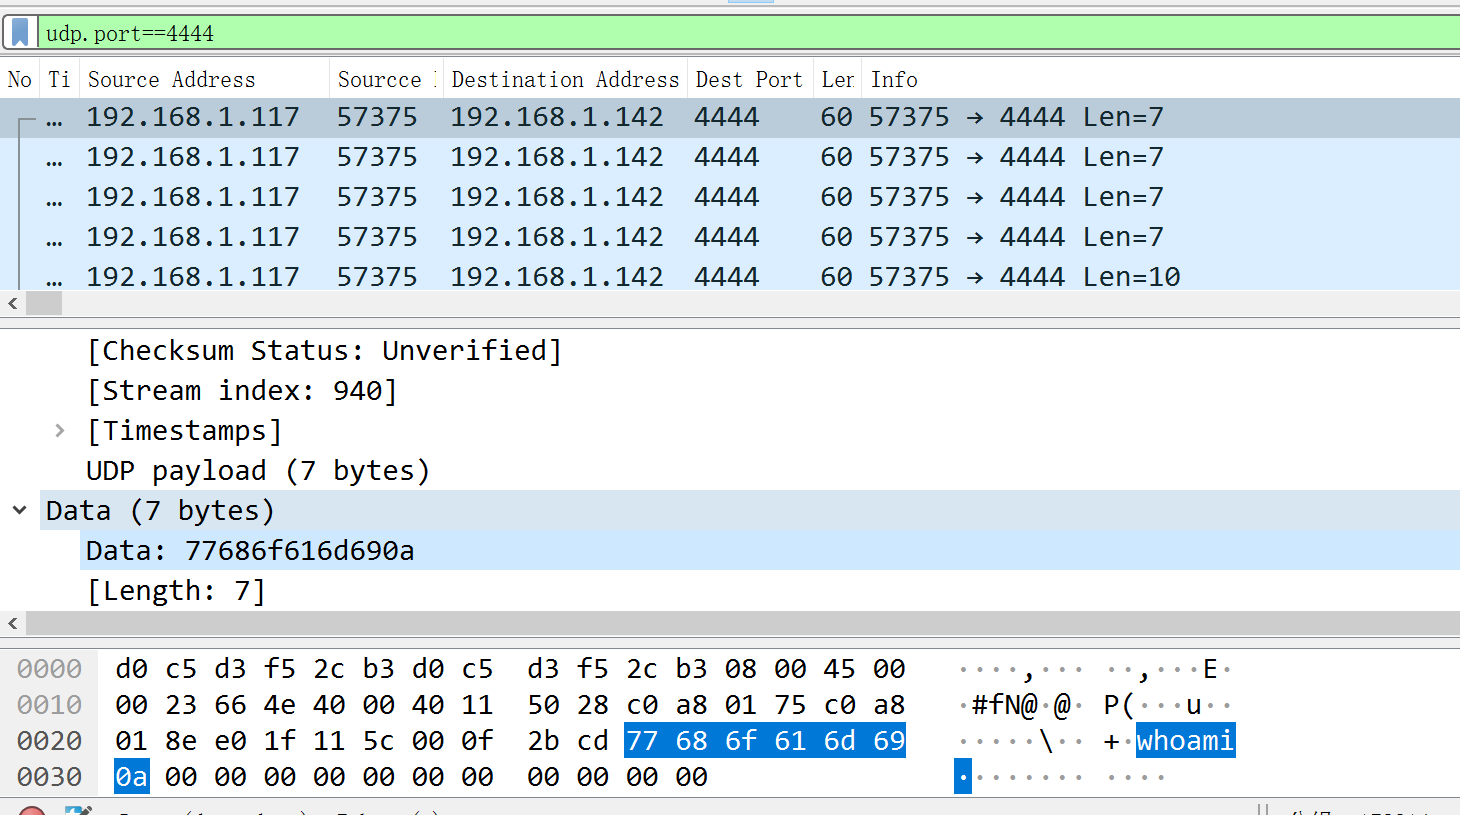 udp.port==4444
No Ti Source Address Sourcce Destination Address Dest Port Len Info
… 192.168.1.117 57375 192.168.1.142 4444 60 57375 → 4444 Len=7
… 192.168.1.117 57375 192.168.1.142 4444 60 57375 → 4444 Len=7
… 192.168.1.117 57375 192.168.1.142 4444 60 57375 → 4444 Len=7
… 192.168.1.117 57375 192.168.1.142 4444 60 57375 → 4444 Len=7
… 192.168.1.117 57375 192.168.1.142 4444 60 57375 → 4444 Len=10
[Checksum Status: Unverified]
[Stream index: 940]
[Timestamps]
UDP payload (7 bytes)
Data (7 bytes)
Data: 77686f616d690a
[Length: 7]
0000 d0 c5 d3 f5 2c b3 d0 c5 d3 f5 2c b3 08 00 45 00 ····,··· ··,···E·
0010 00 23 66 4e 40 00 40 11 50 28 c0 a8 01 75 c0 a8 ·#fN@·@· P(···u··
0020 01 8e e0 1f 11 5c 00 0f 2b cd 77 68 6f 61 6d 69 ·····\·· +·whoami
0030 0a 00 00 00 00 00 00 00 00 00 00 00 ········ ····